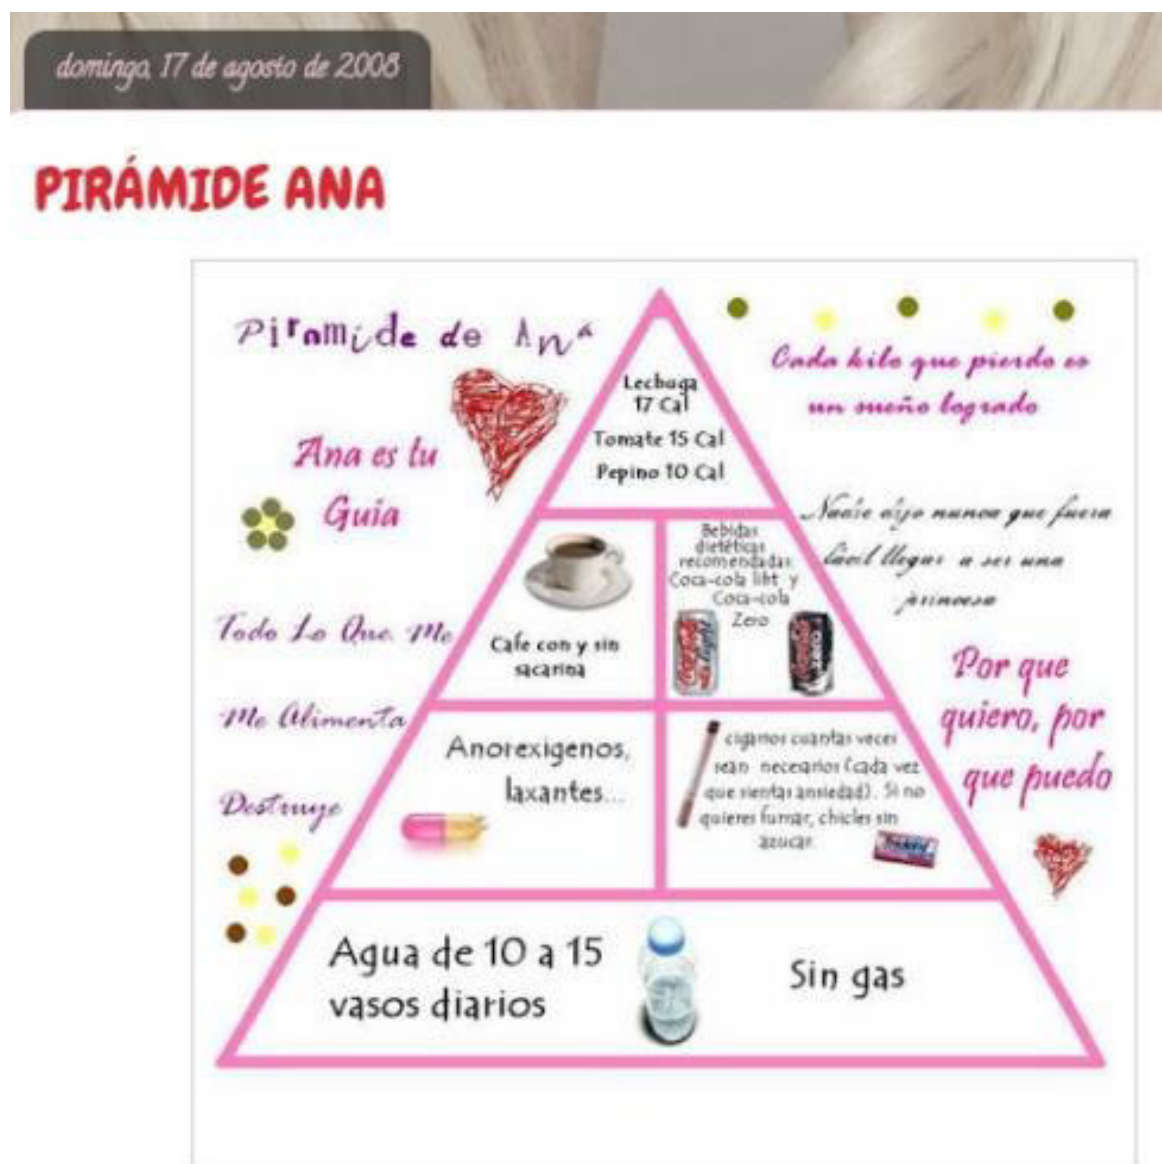 domingo, 17 de agosto de 2008
PIRÁMIDE ANA
Piramide de Ana
Cada kilo que pierdo es
un sueño logrado
Ana es tu
Guia
Nadie dijo nunca que fuera
fácil llegar a ser una
princesa
Todo Lo Que Me
Me Alimenta
Destruye
Por que
quiero, por
que puedo
Lechuga
17 Cal
Tomate 15 Cal
Pepino 10 Cal
Cafe con y sin
sacarina
Bebidas
dietéticas
recomendadas
Coca-cola liht y
Coca-cola
Zero
Anorexigenos,
laxantes...
cigarros cuantas veces
sean necesarios (cada vez
que sientas ansiedad). Si no
quieres fumar, chicles sin
azucar.
Agua de 10 a 15
vasos diarios
Sin gas